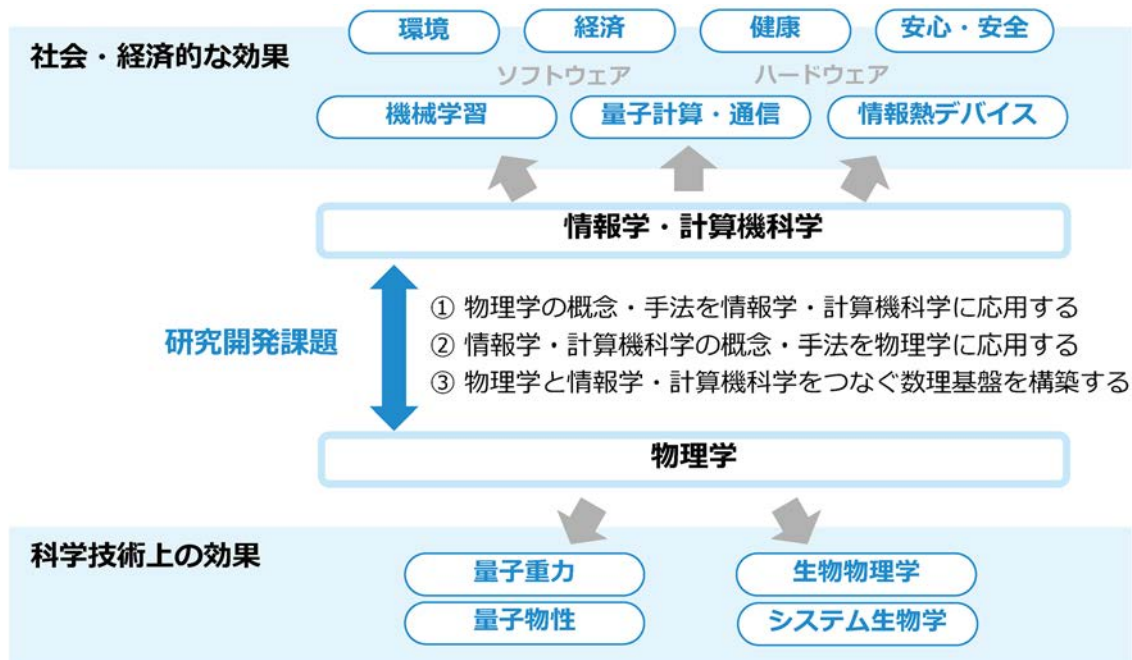 環境 経済 健康 安心・安全
社会・経済的な効果
ソフトウェア ハードウェア
機械学習 量子計算・通信 情報熱デバイス
情報学・計算機科学
① 物理学の概念・手法を情報学・計算機科学に応用する
研究開発課題
② 情報学・計算機科学の概念・手法を物理学に応用する
③ 物理学と情報学・計算機科学をつなぐ数理基盤を構築する
物理学
科学技術上の効果
量子重力 生物物理学
量子物性 システム生物学